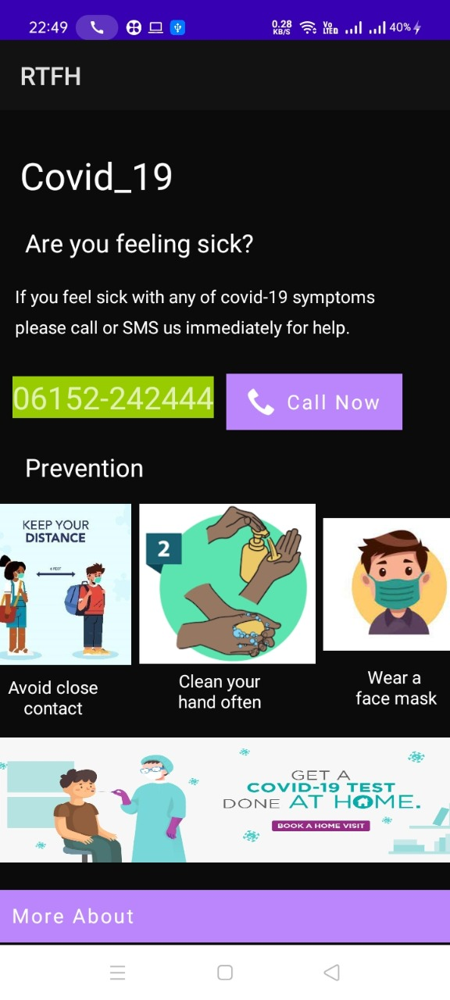 22:49
0.28
KB/S
Vo
LTED
40%
RTFH
Covid_19
Are you feeling sick?
If you feel sick with any of covid-19 symptoms
please call or SMS us immediately for help.
06152-242444
Call Now
Prevention
KEEP YOUR
DISTANCE
6 FEET
2
Avoid close
contact
Clean your
hand often
Wear a
face mask
GET A
COVID-19 TEST
DONE AT HOME.
BOOK A HOME VISIT
More About